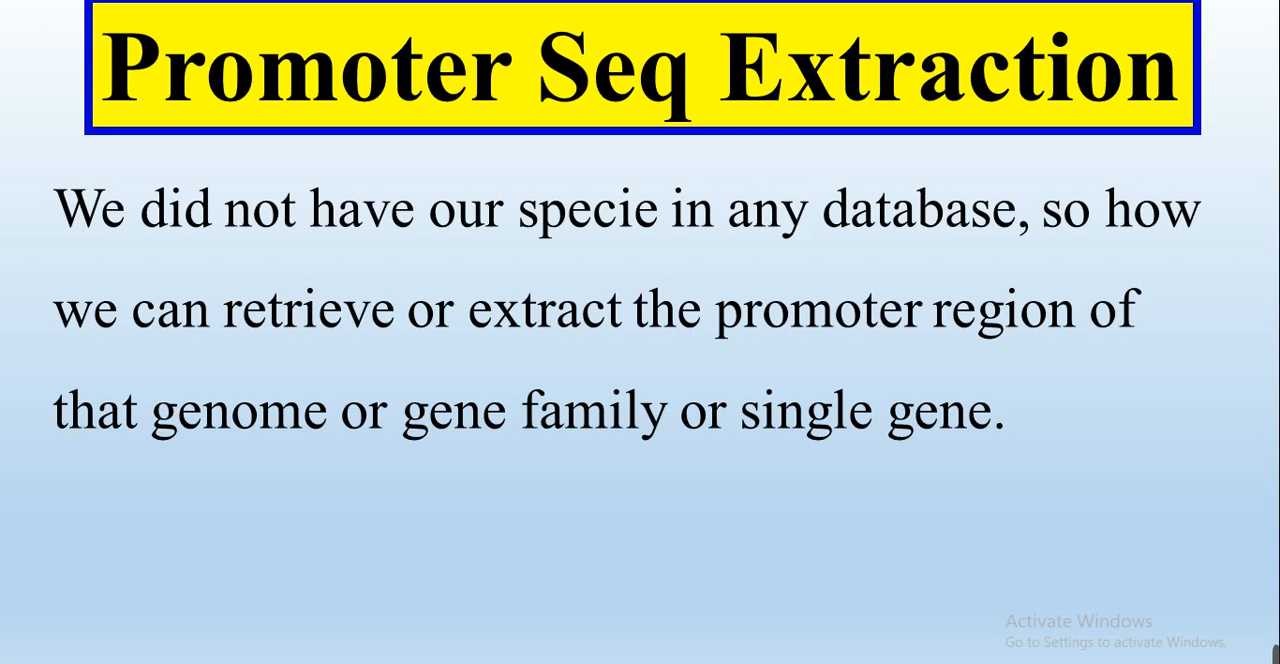 Promoter Seq Extraction
We did not have our specie in any database, so how
we can retrieve or extract the promoter region of
that genome or gene family or single gene.
Activate Windows
Go to Settings to activate Windows.